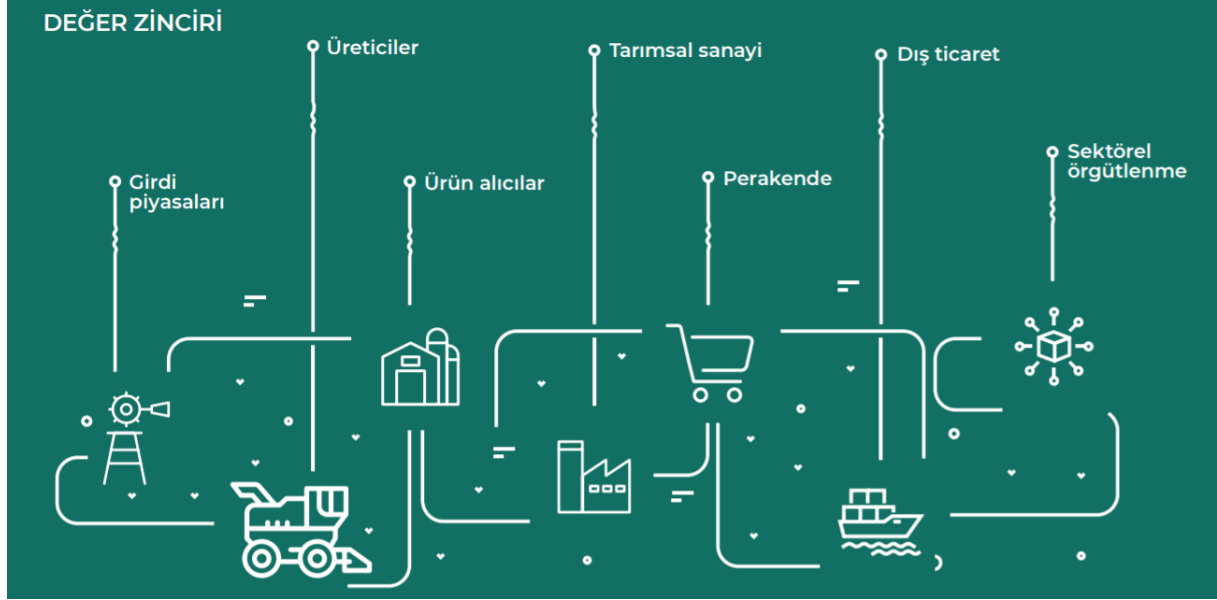 DEĞER ZİNCİRİ
Üreticiler
Tarımsal sanayi
Dış ticaret
Girdi
piyasaları
Ürün alıcılar
Perakende
Sektörel
örgütlenme